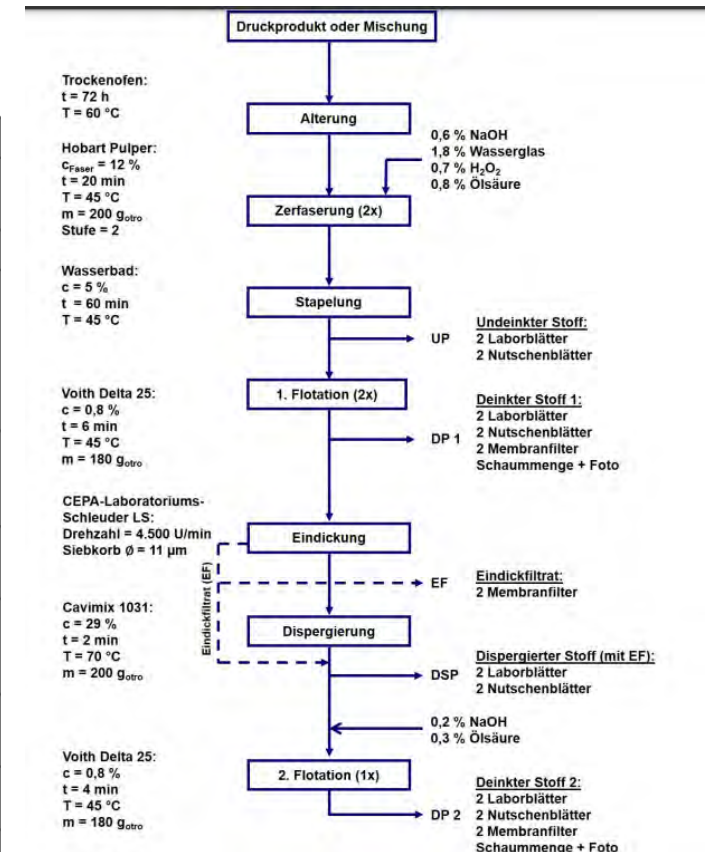 Druckprodukt oder Mischung
Trockenofen:
t = 72 h
T = 60 °C
Alterung
0,6 % NaOH
1,8 % Wasserglas
0,7 % H₂O₂
0,8 % Ölsäure
Hobart Pulper:
c_Faser = 12 %
t = 20 min
T = 45 °C
m = 200 g_otro
Stufe = 2
Zerfaserung (2x)
Wasserbad:
c = 5 %
t = 60 min
T = 45 °C
Stapelung
UP
Undeinkter Stoff:
2 Laborblätter
2 Nutschenblätter
Voith Delta 25:
c = 0,8 %
t = 6 min
T = 45 °C
m = 180 g_otro
1. Flotation (2x)
DP 1
Deinkter Stoff 1:
2 Laborblätter
2 Nutschenblätter
2 Membranfilter
Schaummenge + Foto
CEPA-Laboratoriums-
Schleuder LS:
Drehzahl = 4.500 U/min
Siebkorb Ø = 11 µm
Eindickung
Eindickfiltrat (EF)
EF
Eindickfiltrat:
2 Membranfilter
Cavimix 1031:
c = 29 %
t = 2 min
T = 70 °C
m = 200 g_otro
Dispergierung
DSP
Dispergierter Stoff (mit EF):
2 Laborblätter
2 Nutschenblätter
0,2 % NaOH
0,3 % Ölsäure
Voith Delta 25:
c = 0,8 %
t = 4 min
T = 45 °C
m = 180 g_otro
2. Flotation (1x)
DP 2
Deinkter Stoff 2:
2 Laborblätter
2 Nutschenblätter
2 Membranfilter
Schaummenge + Foto